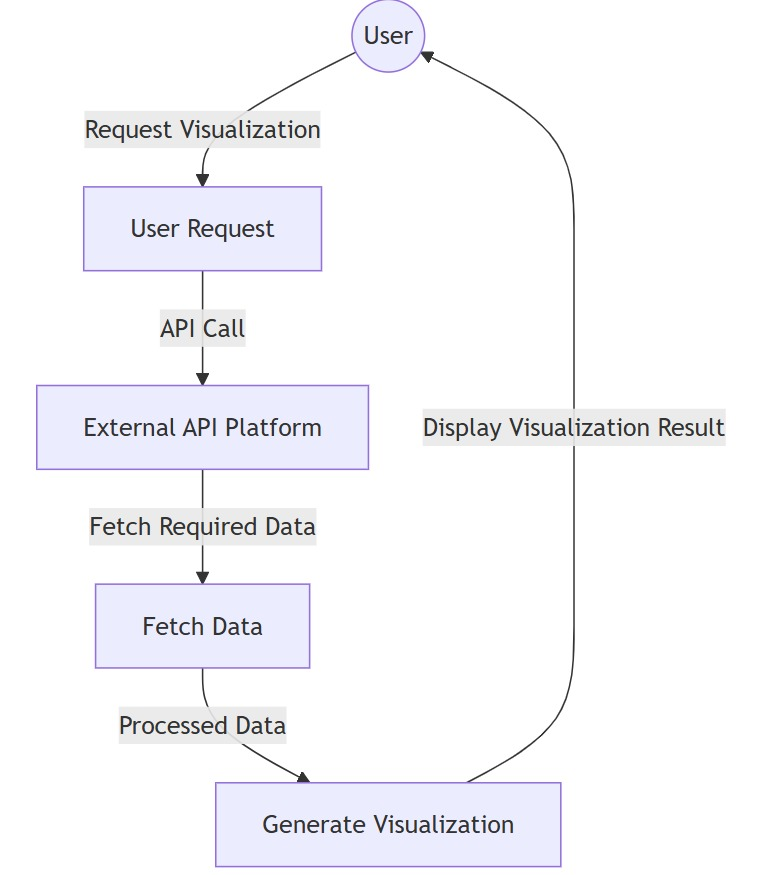 User
Request Visualization
User Request
API Call
External API Platform
Display Visualization Result
Fetch Required Data
Fetch Data
Processed Data
Generate Visualization